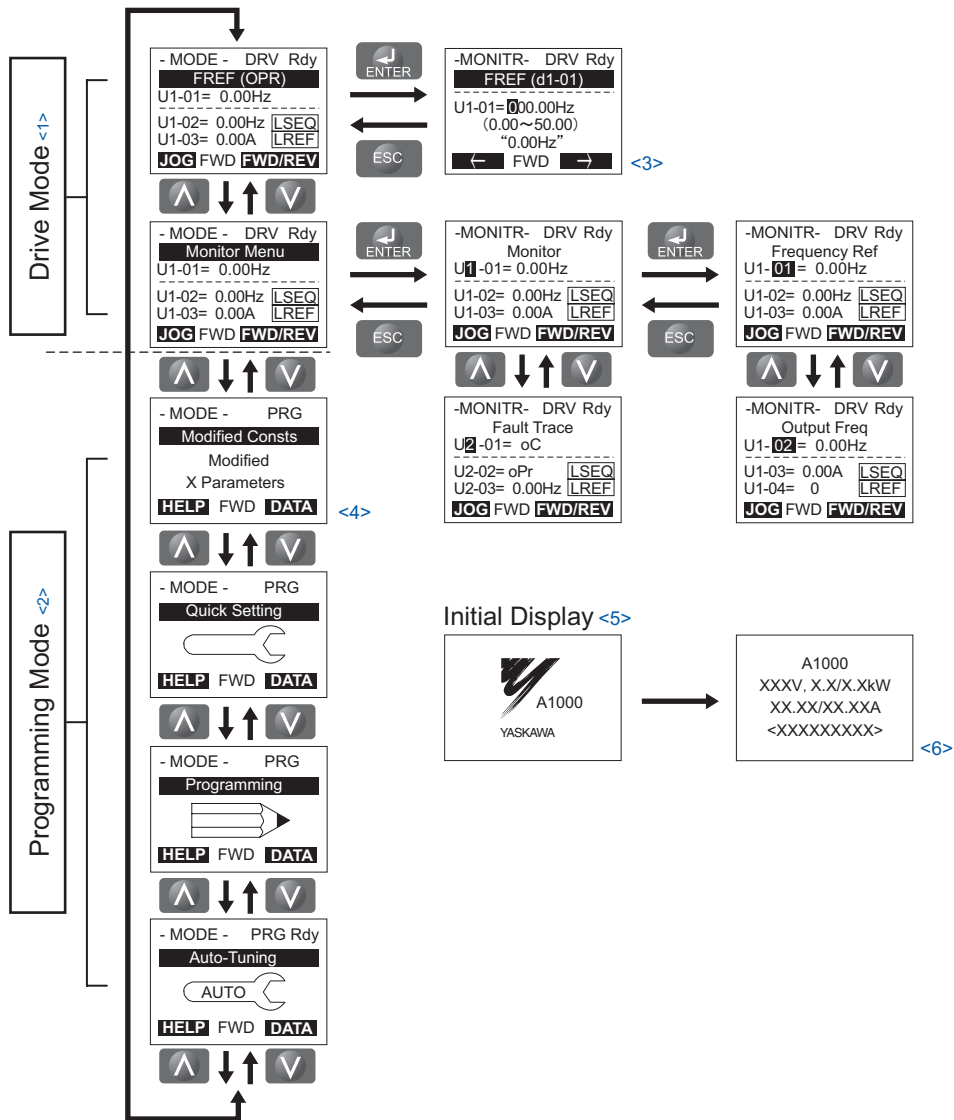 Drive Mode <1>
- MODE - DRV Rdy
FREF (OPR)
U1-01= 0.00Hz
U1-02= 0.00Hz LSEQ
U1-03= 0.00A LREF
JOG FWD FWD/REV
ENTER
ESC
-MONITR- DRV Rdy
FREF (d1-01)
U1-01= 000.00Hz
(0.00～50.00)
“0.00Hz”
← FWD →
<3>
- MODE - DRV Rdy
Monitor Menu
U1-01= 0.00Hz
U1-02= 0.00Hz LSEQ
U1-03= 0.00A LREF
JOG FWD FWD/REV
ENTER
ESC
-MONITR- DRV Rdy
Monitor
U1 -01= 0.00Hz
U1-02= 0.00Hz LSEQ
U1-03= 0.00A LREF
JOG FWD FWD/REV
ENTER
ESC
-MONITR- DRV Rdy
Frequency Ref
U1- 01 = 0.00Hz
U1-02= 0.00Hz LSEQ
U1-03= 0.00A LREF
JOG FWD FWD/REV
-MONITR- DRV Rdy
Fault Trace
U2 -01= oC
U2-02= oPr LSEQ
U2-03= 0.00Hz LREF
JOG FWD FWD/REV
-MONITR- DRV Rdy
Output Freq
U1- 02 = 0.00Hz
U1-03= 0.00A LSEQ
U1-04= 0 LREF
JOG FWD FWD/REV
Programming Mode <2>
- MODE - PRG
Modified Consts
Modified
X Parameters
HELP FWD DATA
<4>
- MODE - PRG
Quick Setting
HELP FWD DATA
- MODE - PRG
Programming
HELP FWD DATA
- MODE - PRG Rdy
Auto-Tuning
AUTO
HELP FWD DATA
Initial Display <5>
A1000
YASKAWA
A1000
XXXV, X.X/X.XkW
XX.XX/XX.XXA
<XXXXXXXXX>
<6>